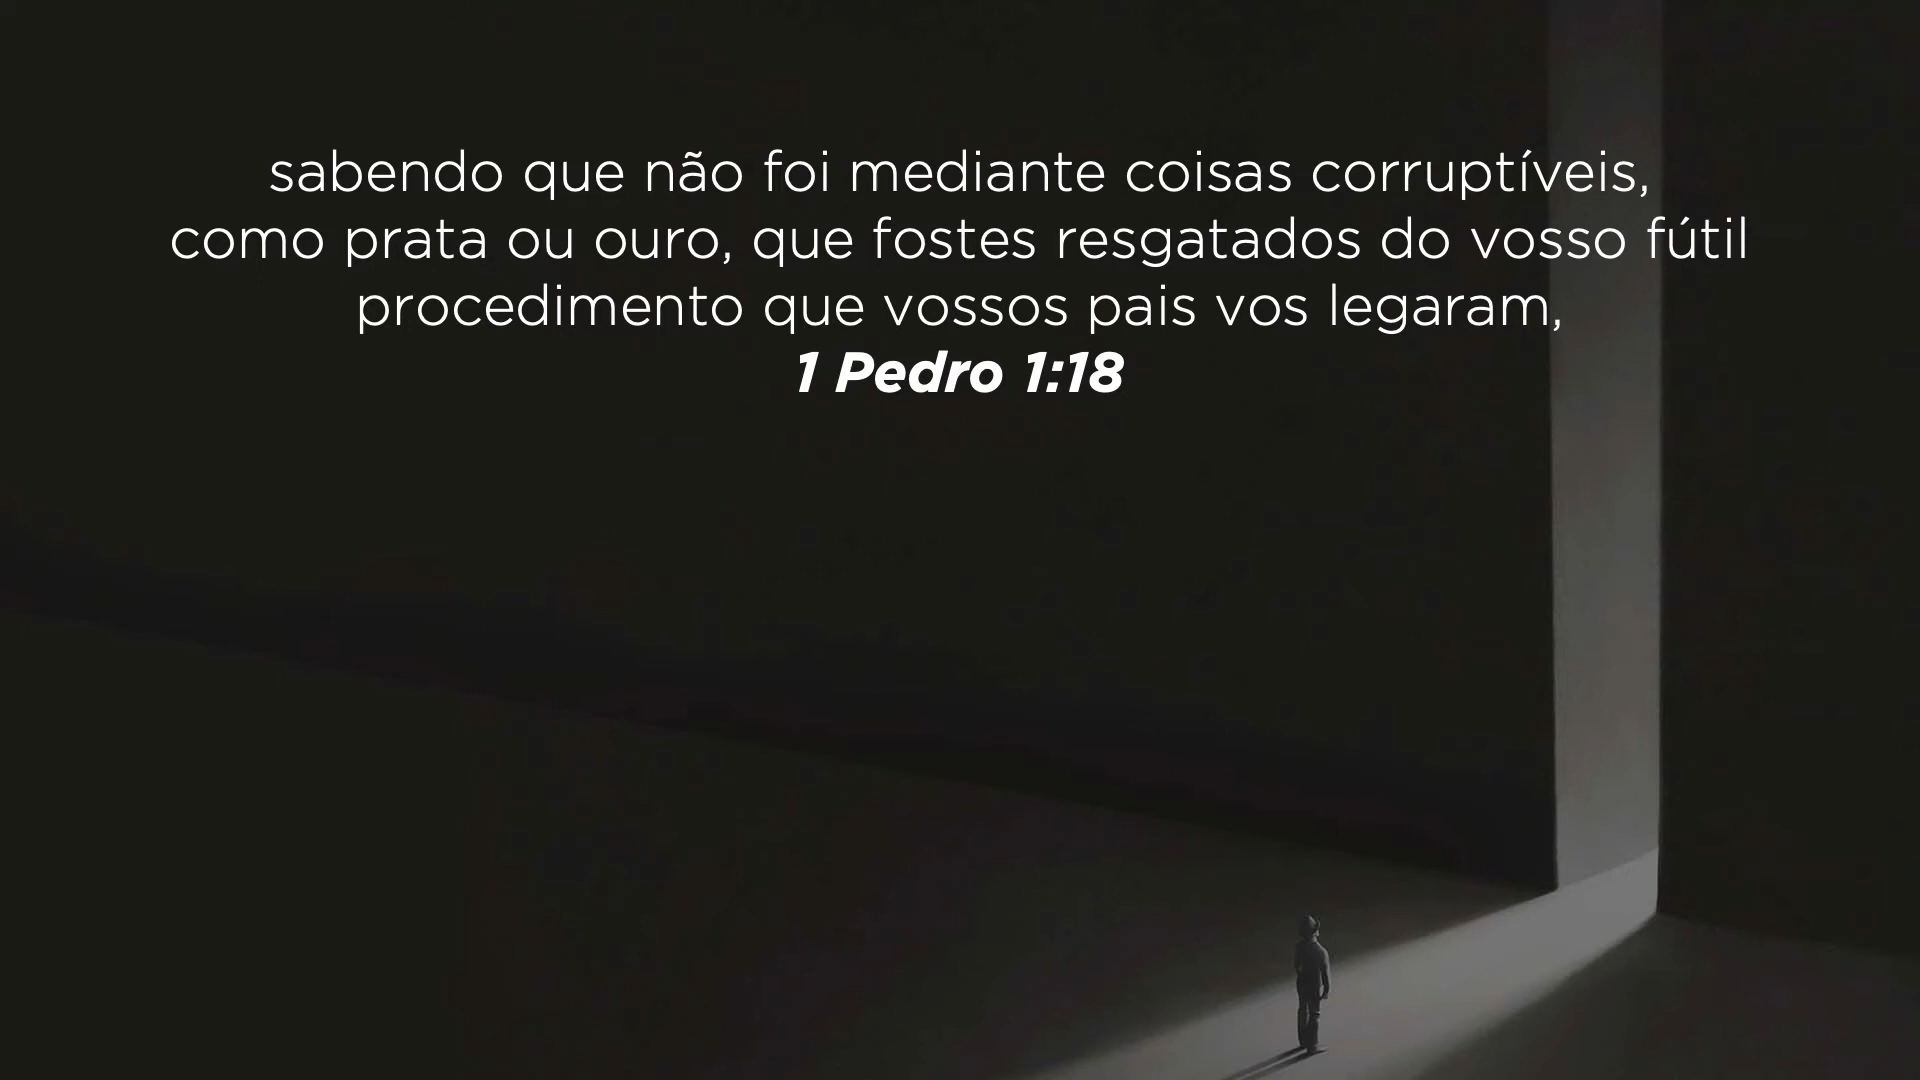 sabendo que não foi mediante coisas corruptíveis,
como prata ou ouro, que fostes resgatados do vosso fútil
procedimento que vossos pais vos legaram,
1 Pedro 1:18